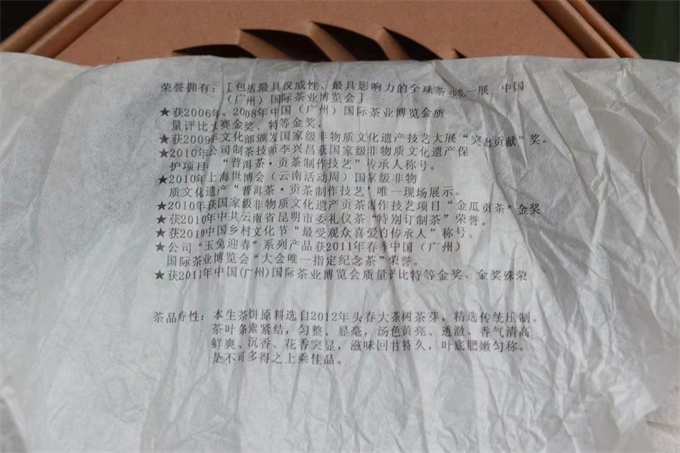 荣誉拥有：[包括最具权威性、最具影响力的全球茶业第一展 中国
（广州）国际茶业博览会]
★获2006年、2008年中国（广州）国际茶业博览会质
量评比大赛金奖、特等金奖。
★获2009年文化部颁发国家级非物质文化遗产技艺大展“突出贡献”奖。
★2010年公司制茶技师李兴昌获国家级非物质文化遗产保
护项目 “普洱茶·贡茶制作技艺”传承人称号。
★2010年上海世博会（云南活动周）国家级非物
质文化遗产“普洱茶·贡茶制作技艺”唯一现场展示。
★2010年获国家级非物质文化遗产贡茶制作技艺项目“金瓜贡茶”金奖
★获2010年中共云南省昆明市委礼仪茶“特别订制茶”荣誉。
★获2010中国乡村文化节“最受观众喜爱的传承人”称号。
★公司“玉兔迎春”系列产品获2011年春季中国（广州）
国际茶业博览会“大会唯一指定纪念茶”荣誉。
★获2011年中国(广州)国际茶业博览会质量评比特等金奖、金奖殊荣
茶品特性：本生茶饼原料选自2012年头春大茶树茶芽，精选传统压制。
茶叶条索紧结，匀整、显毫，汤色黄亮、透澈，香气清高
鲜爽、沉香、花香突显，滋味回甘持久，叶底肥嫩匀称。
是不可多得之上乘佳品。